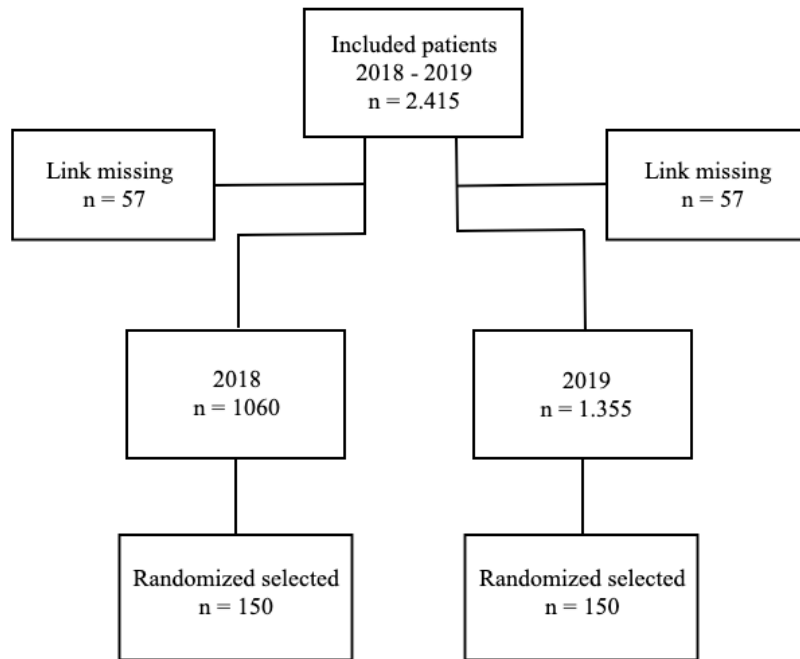 Included patients
2018 - 2019
n = 2.415
Link missing
n = 57
Link missing
n = 57
2018
n = 1060
2019
n = 1.355
Randomized selected
n = 150
Randomized selected
n = 150